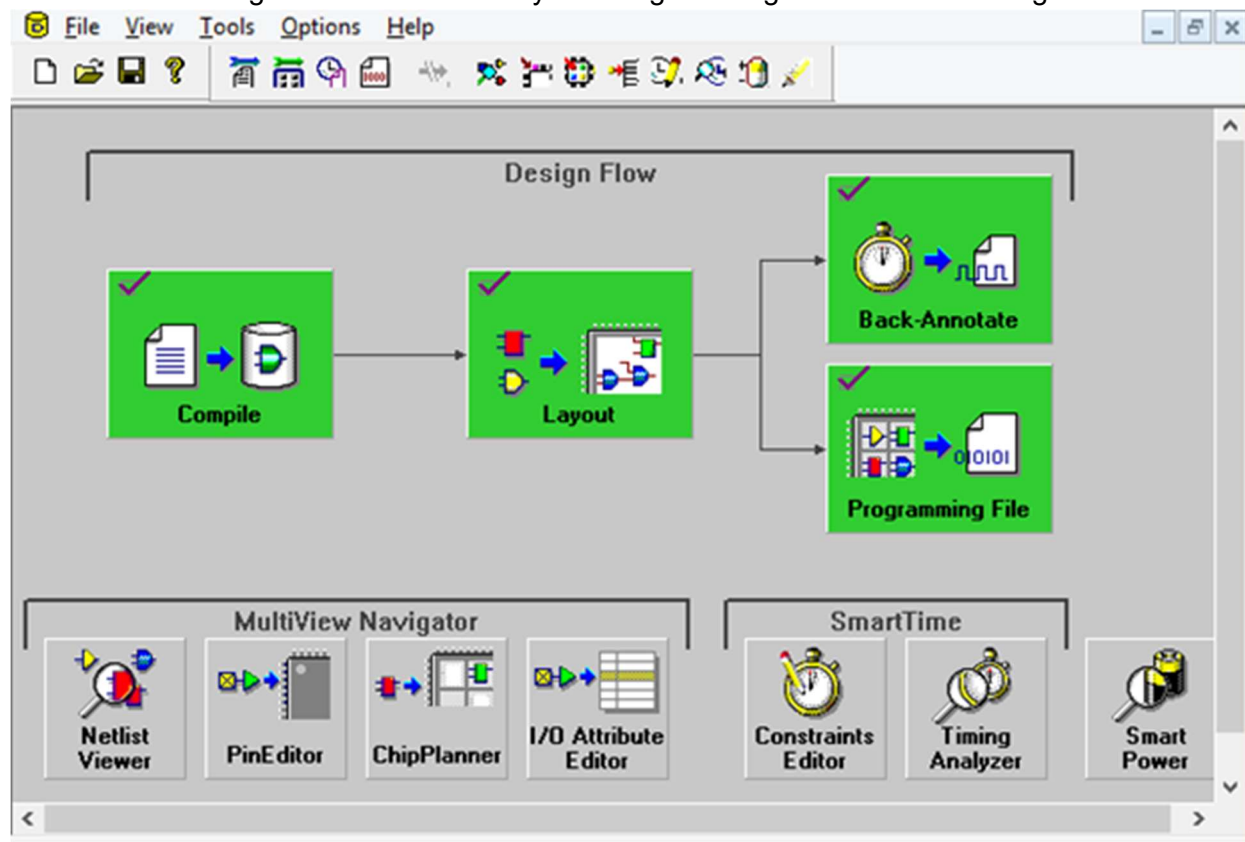 File View Tools Options Help
Design Flow
Back-Annotate
Compile
Layout
010101
Programming File
MultiView Navigator
SmartTime
Netlist
Viewer
PinEditor
ChipPlanner
I/O Attribute
Editor
Constraints
Editor
Timing
Analyzer
Smart
Power